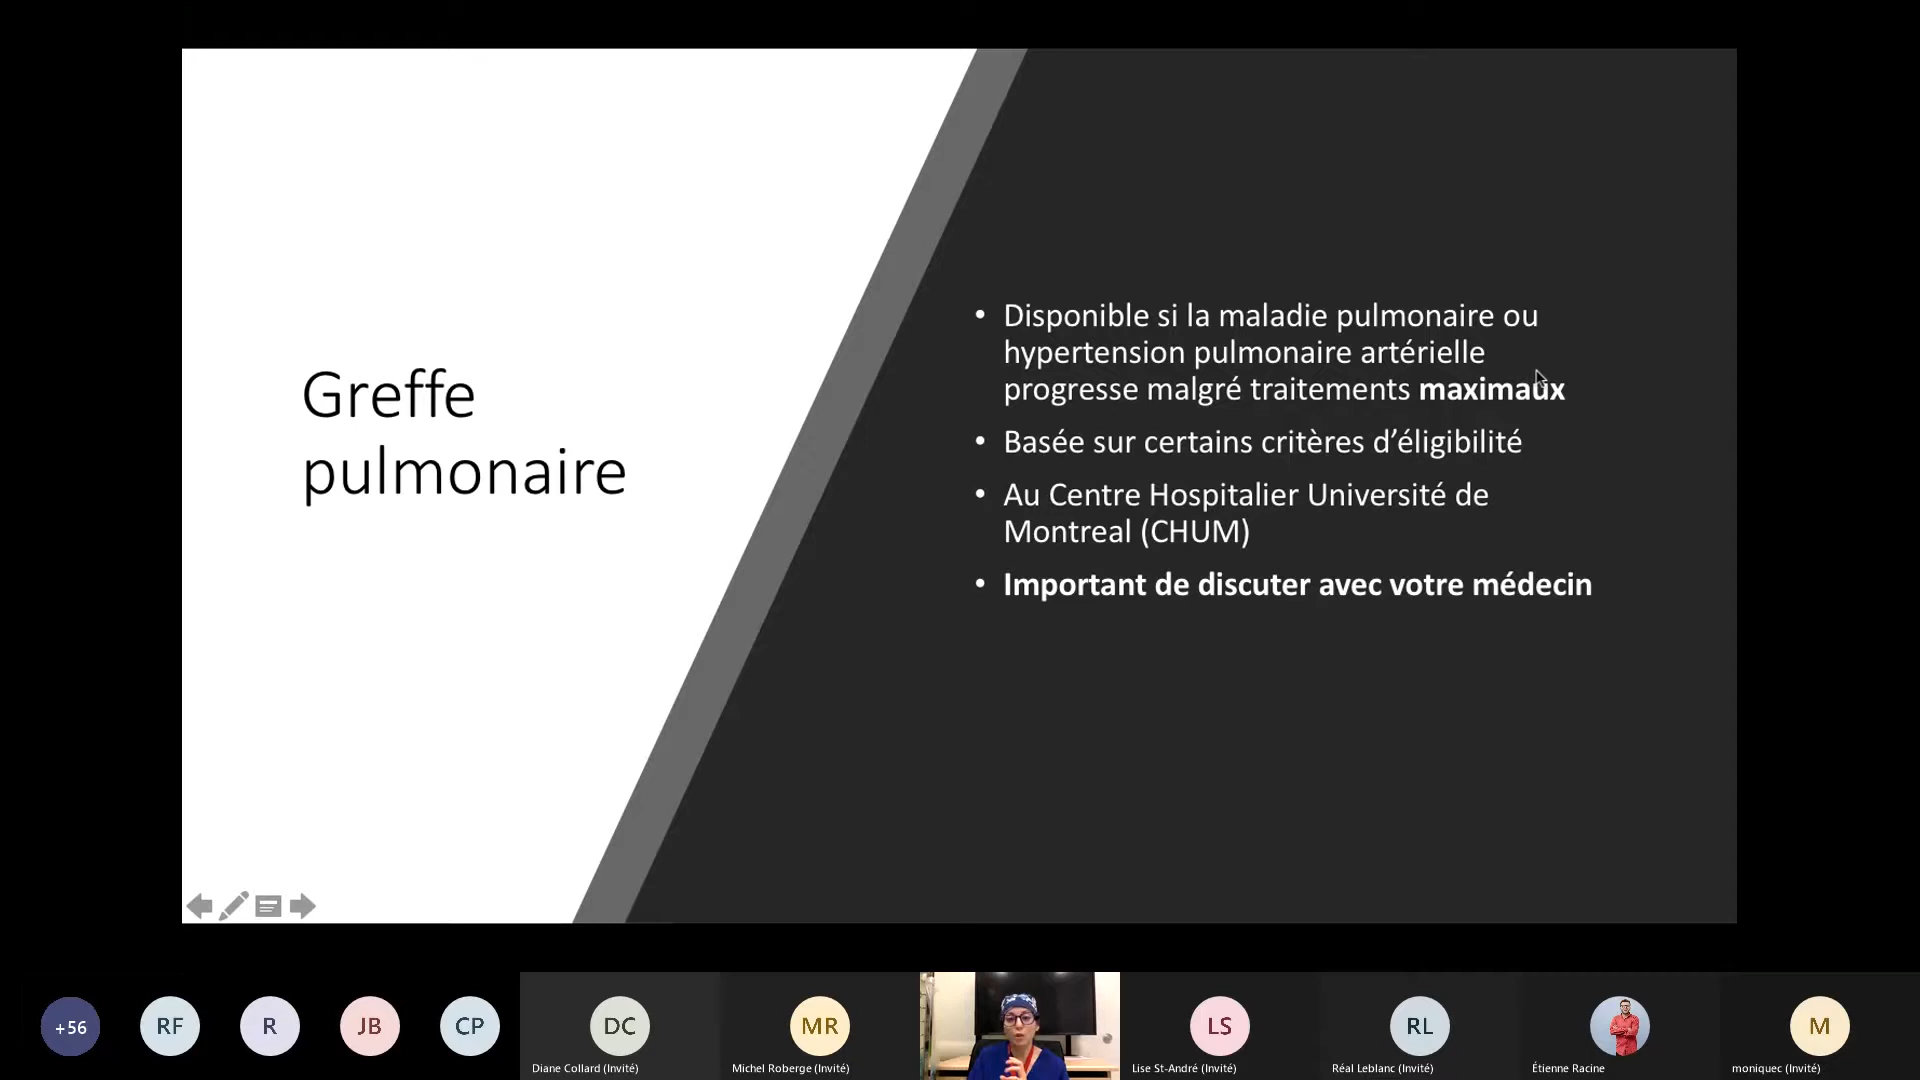 Greffe
pulmonaire
• Disponible si la maladie pulmonaire ou
hypertension pulmonaire artérielle
progresse malgré traitements maximaux
• Basée sur certains critères d’éligibilité
• Au Centre Hospitalier Université de
Montreal (CHUM)
• Important de discuter avec votre médecin
+56
RF
R
JB
CP
DC
MR
LS
RL
M
Diane Collard (Invité)
Michel Roberge (Invité)
Lise St-André (Invité)
Réal Leblanc (Invité)
Étienne Racine
moniquec (Invité)